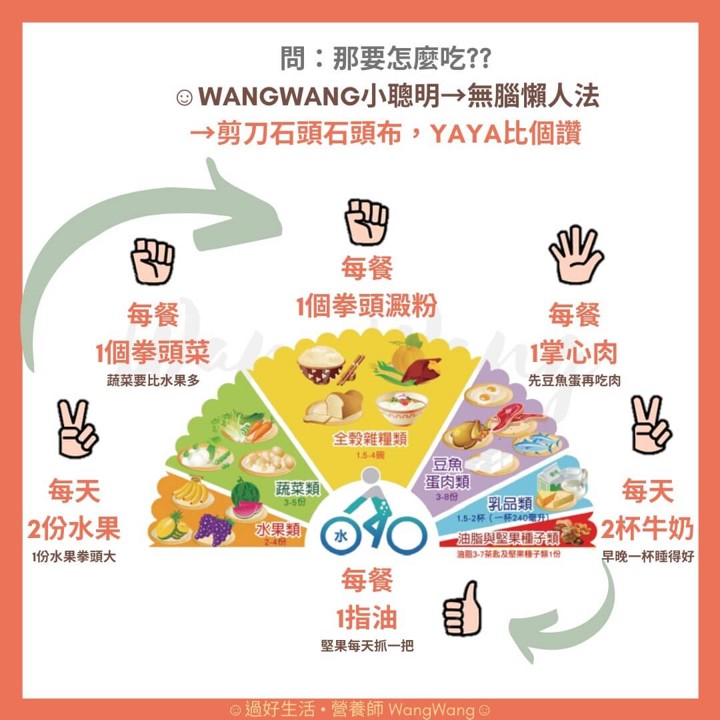 問：那要怎麼吃??
☺WANGWANG小聰明→無腦懶人法
→剪刀石頭石頭布，YAYA比個讚
每餐
1個拳頭澱粉
每餐
1個拳頭菜
蔬菜要比水果多
每餐
1掌心肉
先豆魚蛋再吃肉
Wang Wang
全穀雜糧類
1.5-4碗
蔬菜類
3-5份
豆魚
蛋肉類
3-8份
水果類
2-4份
乳品類
1.5-2杯（一杯240毫升）
油脂與堅果種子類
油脂3-7茶匙及堅果種子類1份
水
每天
2份水果
1份水果拳頭大
每天
2杯牛奶
早晚一杯睡得好
每餐
1指油
堅果每天抓一把
☺過好生活•營養師 WangWang☺